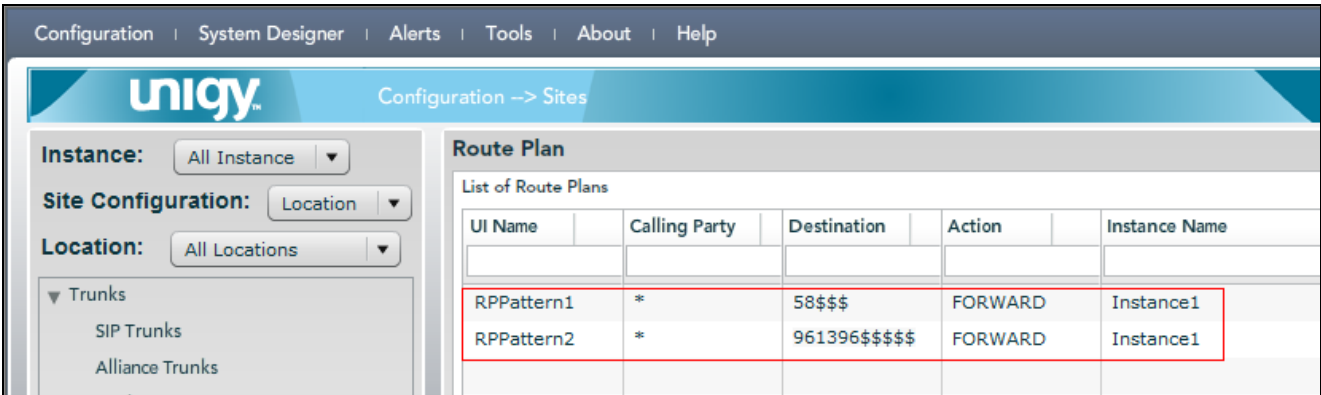 Configuration | System Designer | Alerts | Tools | About | Help
unigy™ Configuration --> Sites
Instance: All Instance
Site Configuration: Location
Location: All Locations
Trunks
SIP Trunks
Alliance Trunks
Route Plan
List of Route Plans
UI Name Calling Party Destination Action Instance Name
RPPattern1 * 58$$$ FORWARD Instance1
RPPattern2 * 961396$$$$$ FORWARD Instance1